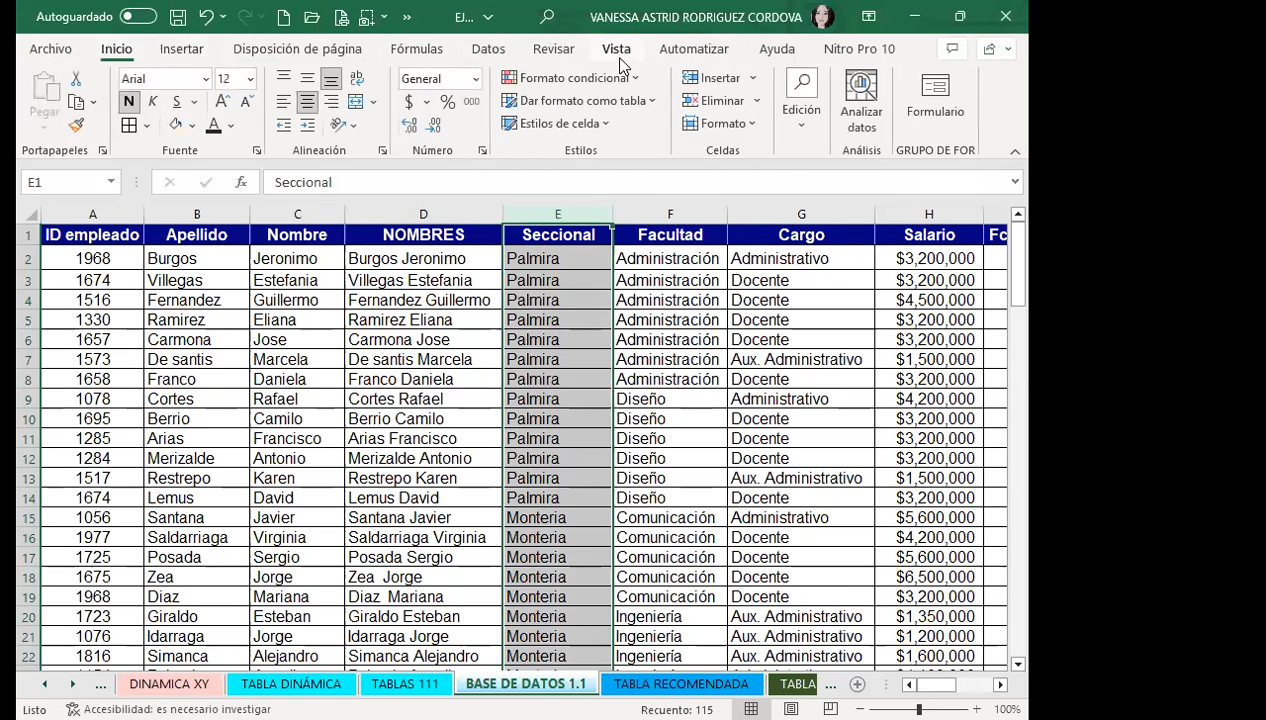 Autoguardado EJ... VANESSA ASTRID RODRIGUEZ CORDOVA
Archivo Inicio Insertar Disposición de página Fórmulas Datos Revisar Vista Automatizar Ayuda Nitro Pro 10
Pegar Arial 12 General Formato condicional Insertar Edición Analizar datos Formulario
N K S $ % 000 Dar formato como tabla Eliminar
A Estilos de celda Formato
Portapapeles Fuente Alineación Número Estilos Celdas Análisis GRUPO DE FOR
E1 fx Seccional
A B C D E F G H
1 ID empleado Apellido Nombre NOMBRES Seccional Facultad Cargo Salario
2 1968 Burgos Jeronimo Burgos Jeronimo Palmira Administración Administrativo $3,200,000
3 1674 Villegas Estefania Villegas Estefania Palmira Administración Docente $3,200,000
4 1516 Fernandez Guillermo Fernandez Guillermo Palmira Administración Docente $4,500,000
5 1330 Ramirez Eliana Ramirez Eliana Palmira Administración Docente $3,200,000
6 1657 Carmona Jose Carmona Jose Palmira Administración Docente $3,200,000
7 1573 De santis Marcela De santis Marcela Palmira Administración Aux. Administrativo $1,500,000
8 1658 Franco Daniela Franco Daniela Palmira Administración Docente $3,200,000
9 1078 Cortes Rafael Cortes Rafael Palmira Diseño Administrativo $4,200,000
10 1695 Berrio Camilo Berrio Camilo Palmira Diseño Docente $3,200,000
11 1285 Arias Francisco Arias Francisco Palmira Diseño Docente $3,200,000
12 1284 Merizalde Antonio Merizalde Antonio Palmira Diseño Docente $3,200,000
13 1517 Restrepo Karen Restrepo Karen Palmira Diseño Aux. Administrativo $1,500,000
14 1674 Lemus David Lemus David Palmira Diseño Docente $3,200,000
15 1056 Santana Javier Santana Javier Monteria Comunicación Administrativo $5,600,000
16 1977 Saldarriaga Virginia Saldarriaga Virginia Monteria Comunicación Docente $4,200,000
17 1725 Posada Sergio Posada Sergio Monteria Comunicación Docente $5,600,000
18 1675 Zea Jorge Zea Jorge Monteria Comunicación Docente $6,500,000
19 1968 Diaz Mariana Diaz Mariana Monteria Comunicación Docente $3,200,000
20 1723 Giraldo Esteban Giraldo Esteban Monteria Ingeniería Aux. Administrativo $1,350,000
21 1076 Idarraga Jorge Idarraga Jorge Monteria Ingeniería Aux. Administrativo $1,200,000
22 1816 Simanca Alejandro Simanca Alejandro Monteria Ingeniería Aux. Administrativo $1,600,000
... DINAMICA XY TABLA DINÁMICA TABLAS 111 BASE DE DATOS 1.1 TABLA RECOMENDADA TABLA ...
Listo Accesibilidad: es necesario investigar Recuento: 115 100%